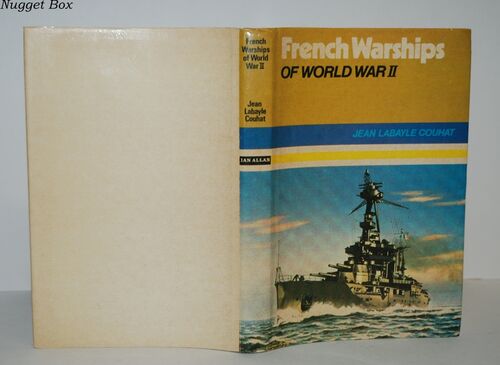 Nugget Box
French
Warships
of World
War II
Jean
Labayle
Couhat
IAN ALLAN
French Warships
OF WORLD WAR II
JEAN LABAYLE COUHAT